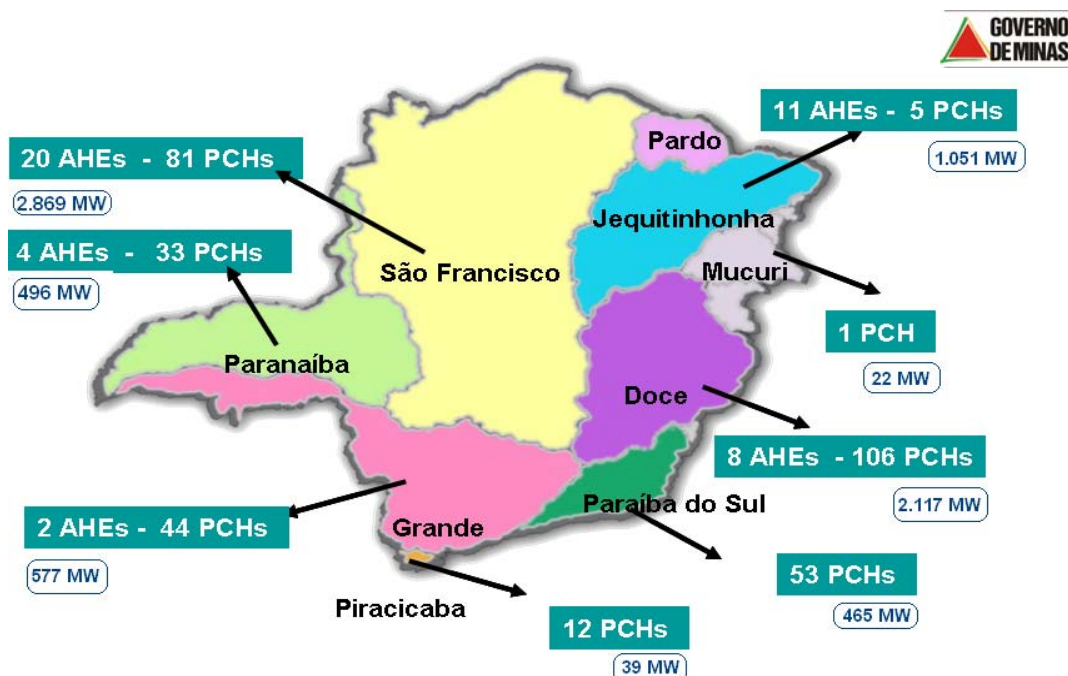 GOVERNO
DE MINAS
11 AHEs - 5 PCHs
1.051 MW
Pardo
20 AHEs - 81 PCHs
2.869 MW
Jequitinhonha
4 AHEs - 33 PCHs
496 MW
São Francisco
Mucuri
1 PCH
22 MW
Paranaíba
Doce
8 AHEs - 106 PCHs
2.117 MW
Paraíba do Sul
2 AHEs - 44 PCHs
577 MW
Grande
53 PCHs
465 MW
Piracicaba
12 PCHs
39 MW